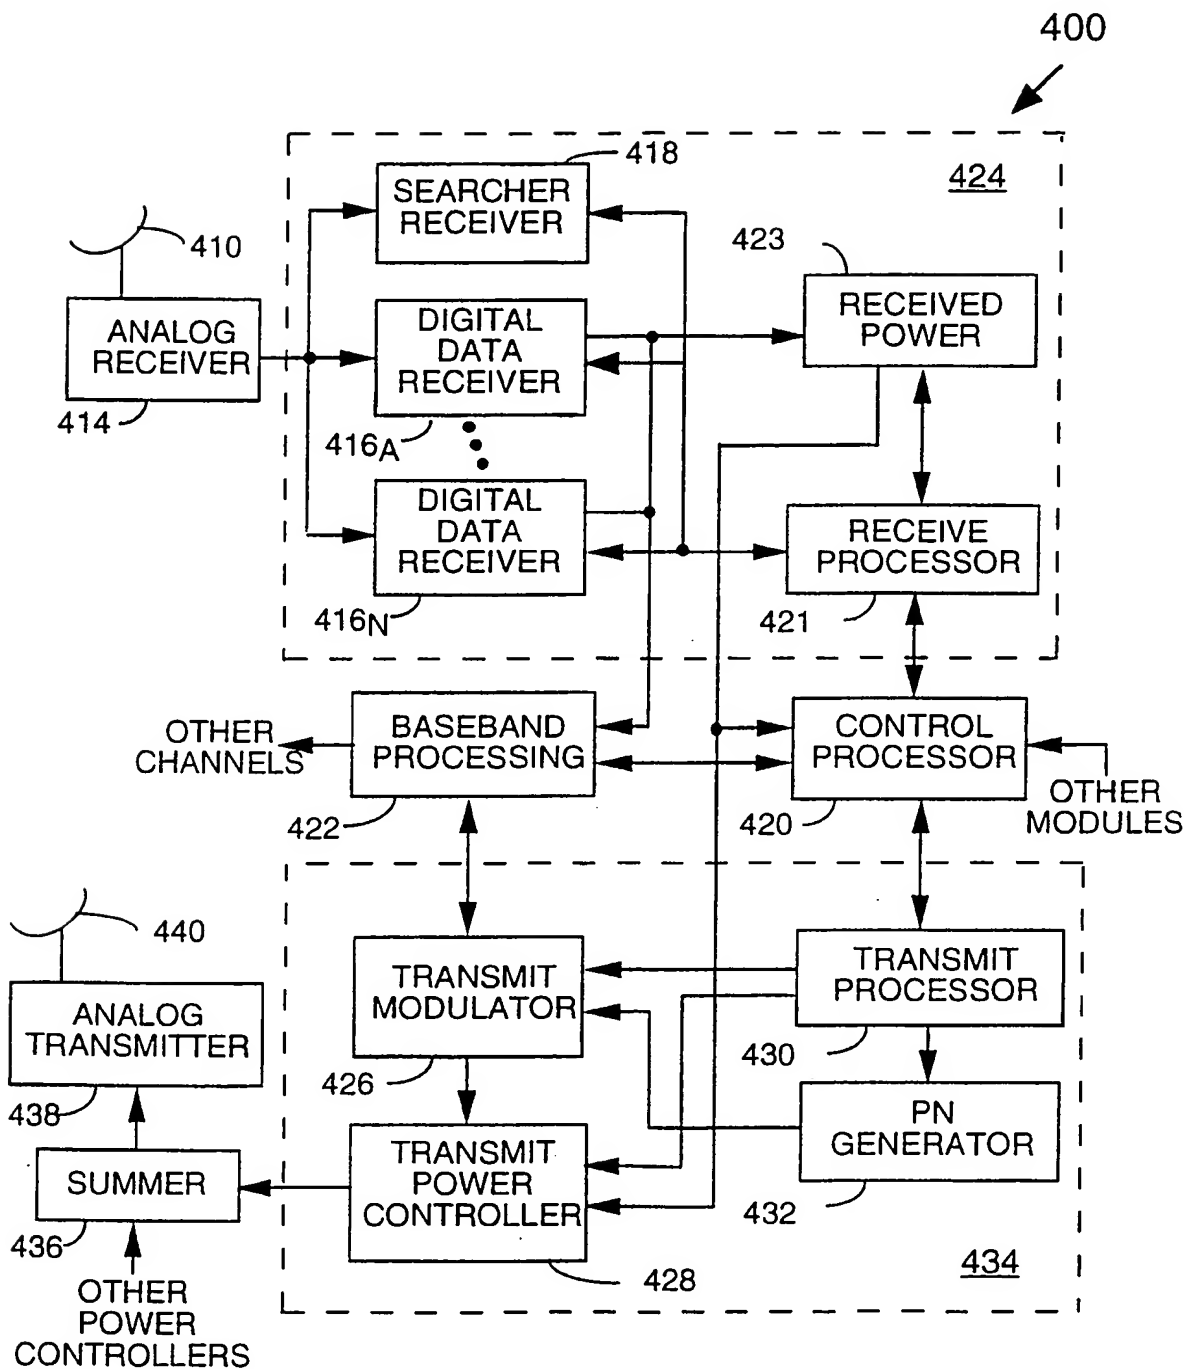 400
418
SEARCHER
RECEIVER
424
410
423
ANALOG
RECEIVER
414
DIGITAL
DATA
RECEIVER
RECEIVED
POWER
416A
DIGITAL
DATA
RECEIVER
416N
RECEIVE
PROCESSOR
421
OTHER
CHANNELS
BASEBAND
PROCESSING
422
CONTROL
PROCESSOR
420
OTHER
MODULES
440
ANALOG
TRANSMITTER
438
TRANSMIT
MODULATOR
426
TRANSMIT
PROCESSOR
430
PN
GENERATOR
432
SUMMER
436
TRANSMIT
POWER
CONTROLLER
428
434
OTHER
POWER
CONTROLLERS